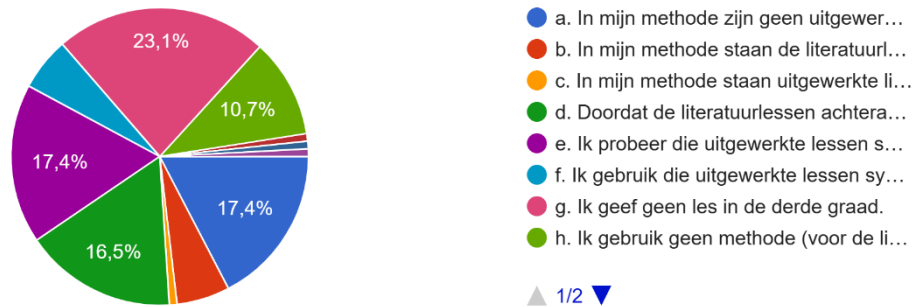 23,1%
10,7%
17,4%
17,4%
16,5%
a. In mijn methode zijn geen uitgewer…
b. In mijn methode staan de literatuurl…
c. In mijn methode staan uitgewerkte li…
d. Doordat de literatuurlessen achtera…
e. Ik probeer die uitgewerkte lessen s…
f. Ik gebruik die uitgewerkte lessen sy…
g. Ik geef geen les in de derde graad.
h. Ik gebruik geen methode (voor de li…
1/2